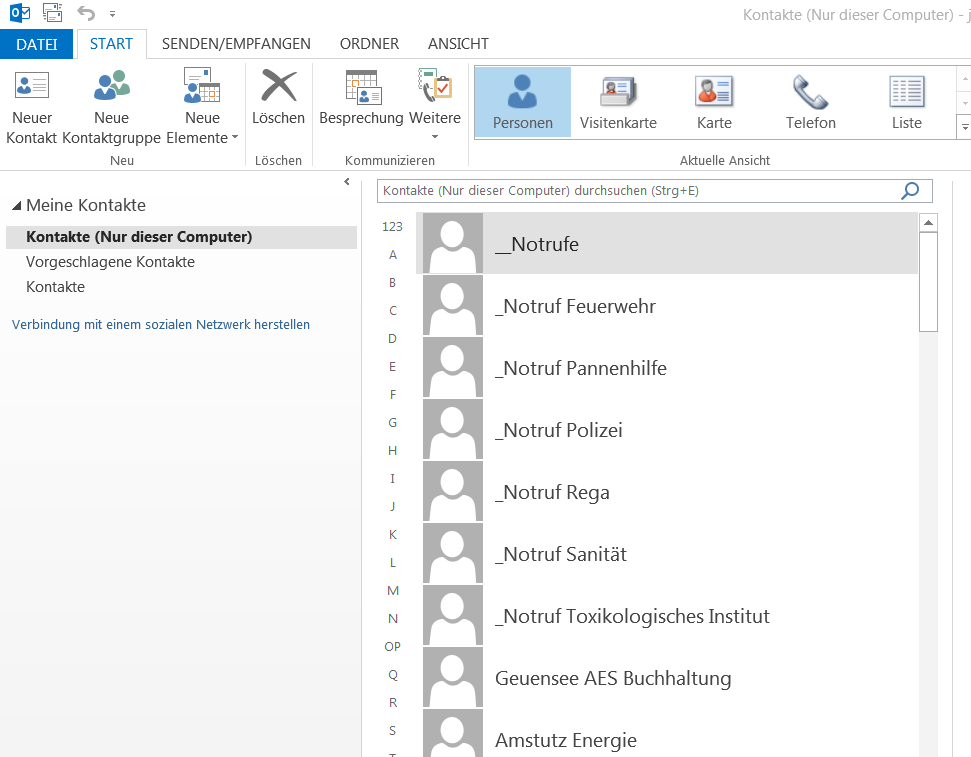 Kontakte (Nur dieser Computer) - j
DATEI START SENDEN/EMPFANGEN ORDNER ANSICHT
Neuer Kontakt
Neue Kontaktgruppe
Neue Elemente
Löschen
Besprechung
Weitere
Personen
Visitenkarte
Karte
Telefon
Liste
Neu
Löschen
Kommunizieren
Aktuelle Ansicht
Meine Kontakte
Kontakte (Nur dieser Computer)
Vorgeschlagene Kontakte
Kontakte
Verbindung mit einem sozialen Netzwerk herstellen
Kontakte (Nur dieser Computer) durchsuchen (Strg+E)
123
A
B
C
D
E
F
G
H
I
J
K
L
M
N
OP
Q
R
S
T
__Notrufe
_Notruf Feuerwehr
_Notruf Pannenhilfe
_Notruf Polizei
_Notruf Rega
_Notruf Sanität
_Notruf Toxikologisches Institut
Geuensee AES Buchhaltung
Amstutz Energie